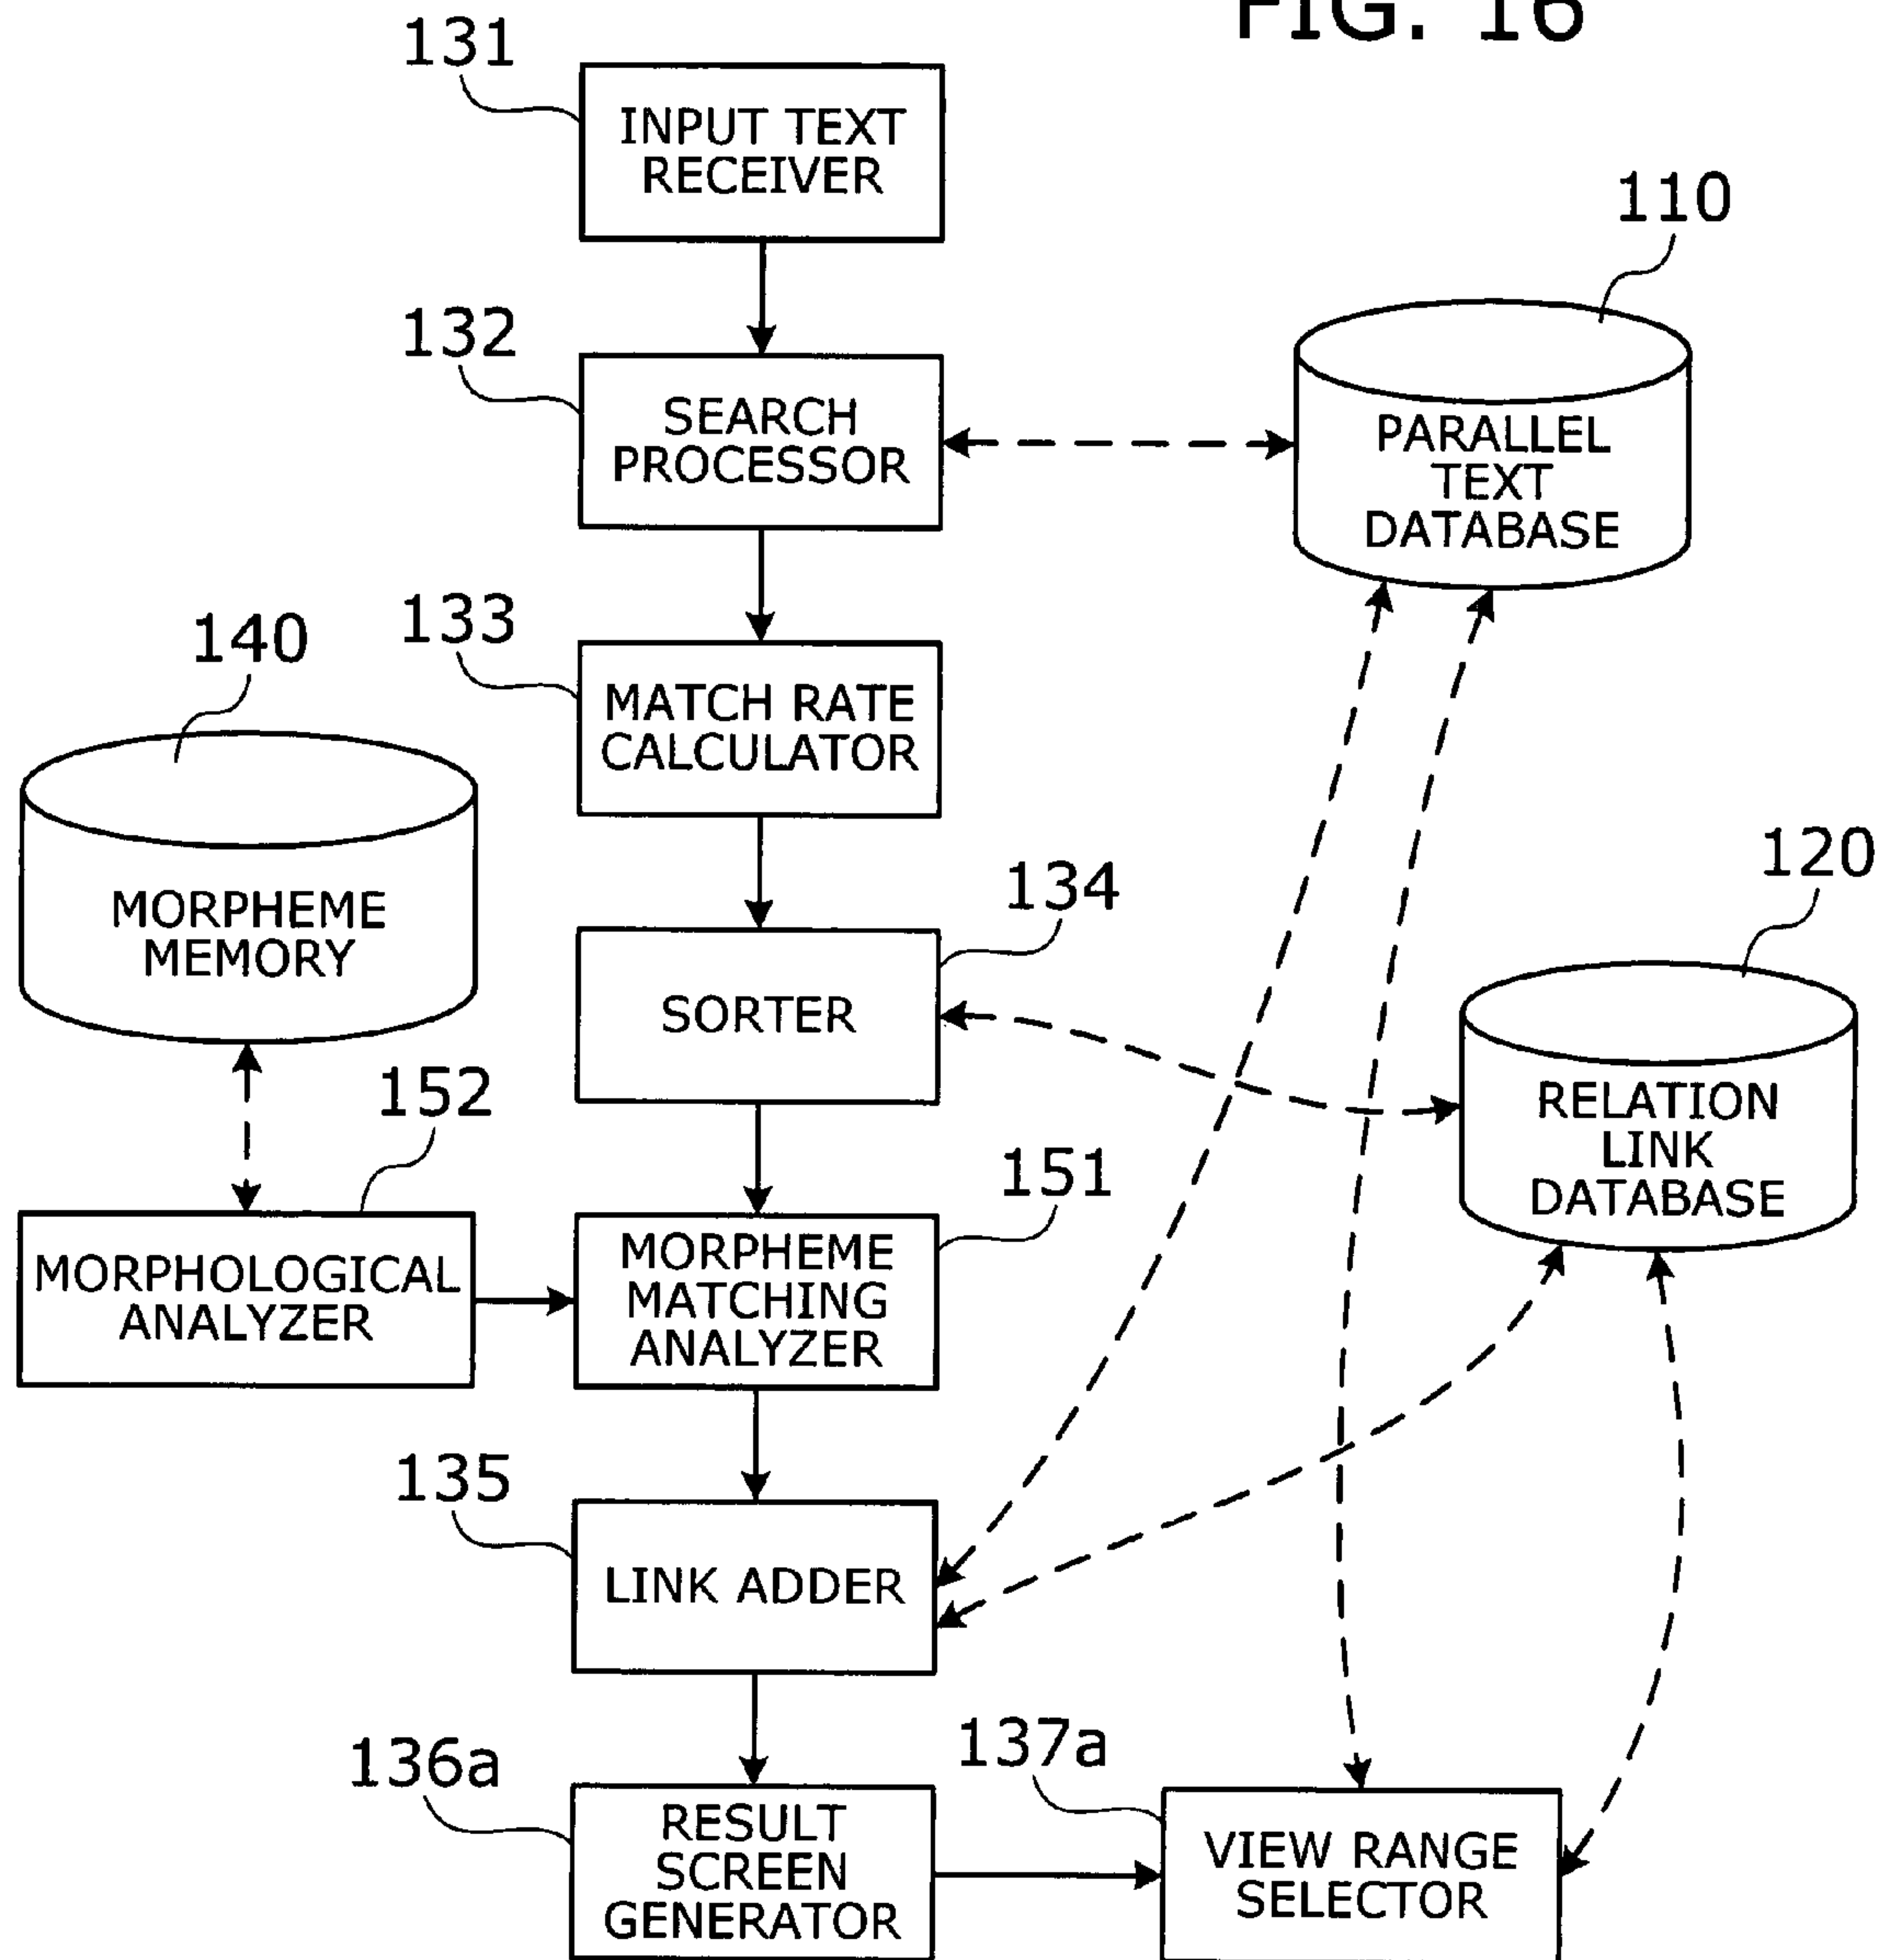 FIG. 16
131
INPUT TEXT
RECEIVER
110
132
SEARCH
PROCESSOR
PARALLEL
TEXT
DATABASE
140
133
MATCH RATE
CALCULATOR
MORPHEME
MEMORY
134
SORTER
120
RELATION
LINK
DATABASE
152
151
MORPHOLOGICAL
ANALYZER
MORPHEME
MATCHING
ANALYZER
135
LINK ADDER
136a
RESULT
SCREEN
GENERATOR
137a
VIEW RANGE
SELECTOR